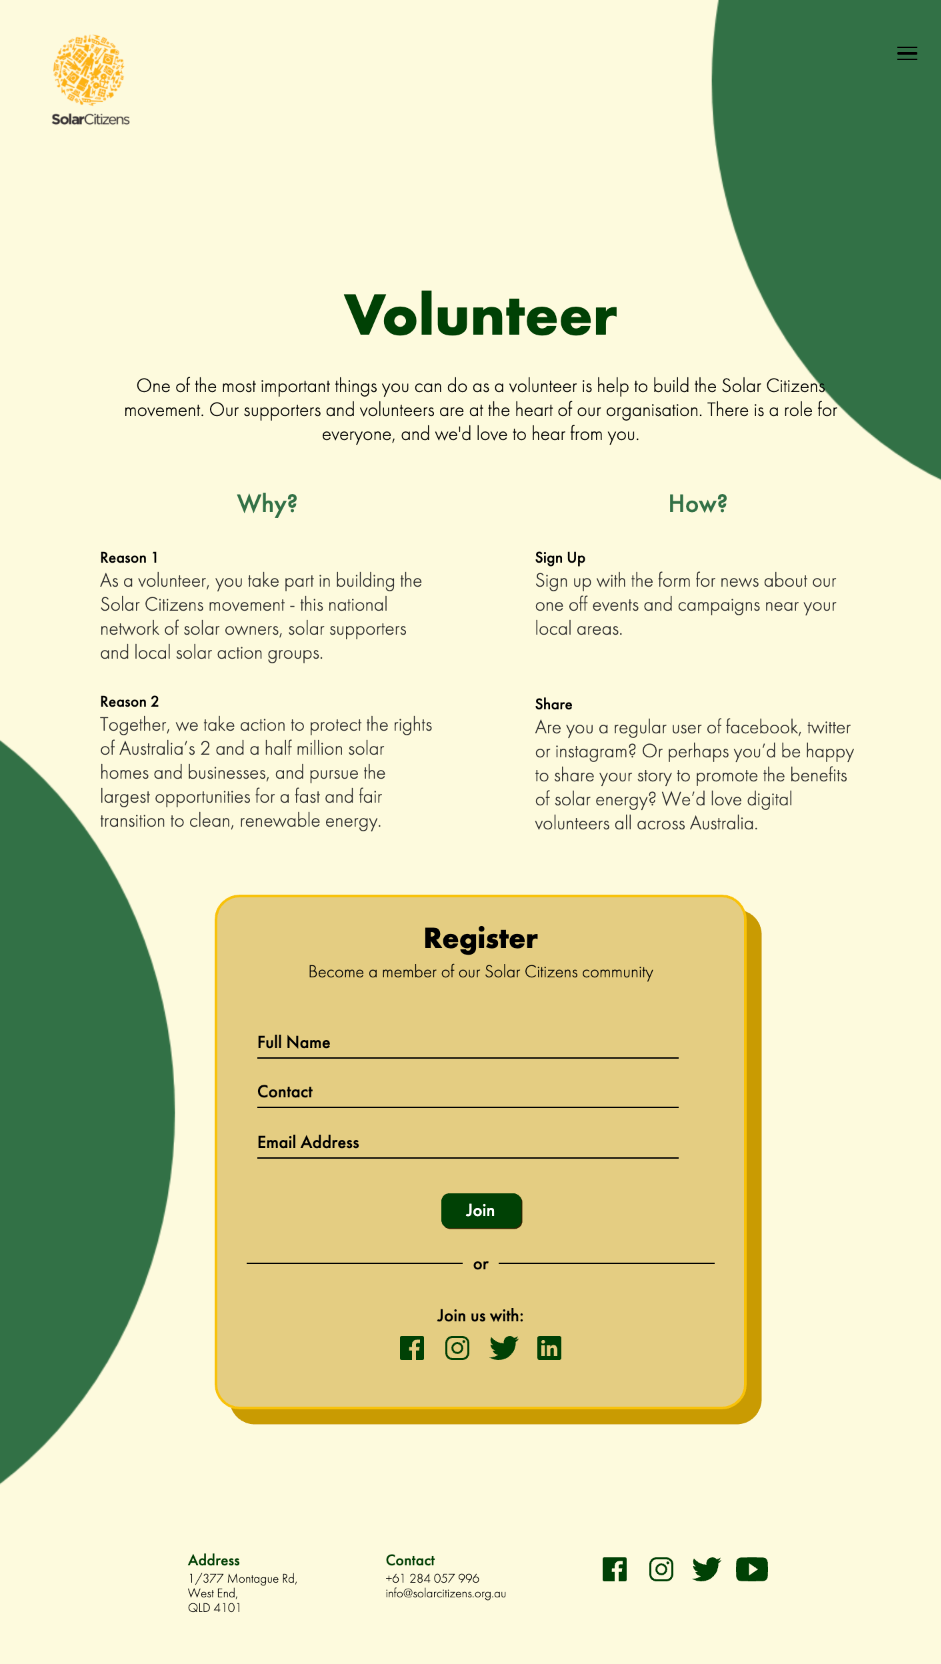 SolarCitizens
Volunteer
One of the most important things you can do as a volunteer is help to build the Solar Citizens
movement. Our supporters and volunteers are at the heart of our organisation. There is a role for
everyone, and we'd love to hear from you.
Why?
Reason 1
As a volunteer, you take part in building the
Solar Citizens movement - this national
network of solar owners, solar supporters
and local solar action groups.
Reason 2
Together, we take action to protect the rights
of Australia’s 2 and a half million solar
homes and businesses, and pursue the
largest opportunities for a fast and fair
transition to clean, renewable energy.
How?
Sign Up
Sign up with the form for news about our
one off events and campaigns near your
local areas.
Share
Are you a regular user of facebook, twitter
or instagram? Or perhaps you’d be happy
to share your story to promote the benefits
of solar energy? We’d love digital
volunteers all across Australia.
Register
Become a member of our Solar Citizens community
Full Name
Contact
Email Address
Join
or
Join us with:
Address
1/377 Montague Rd,
West End,
QLD 4101
Contact
+61 284 057 996
info@solarcitizens.org.au